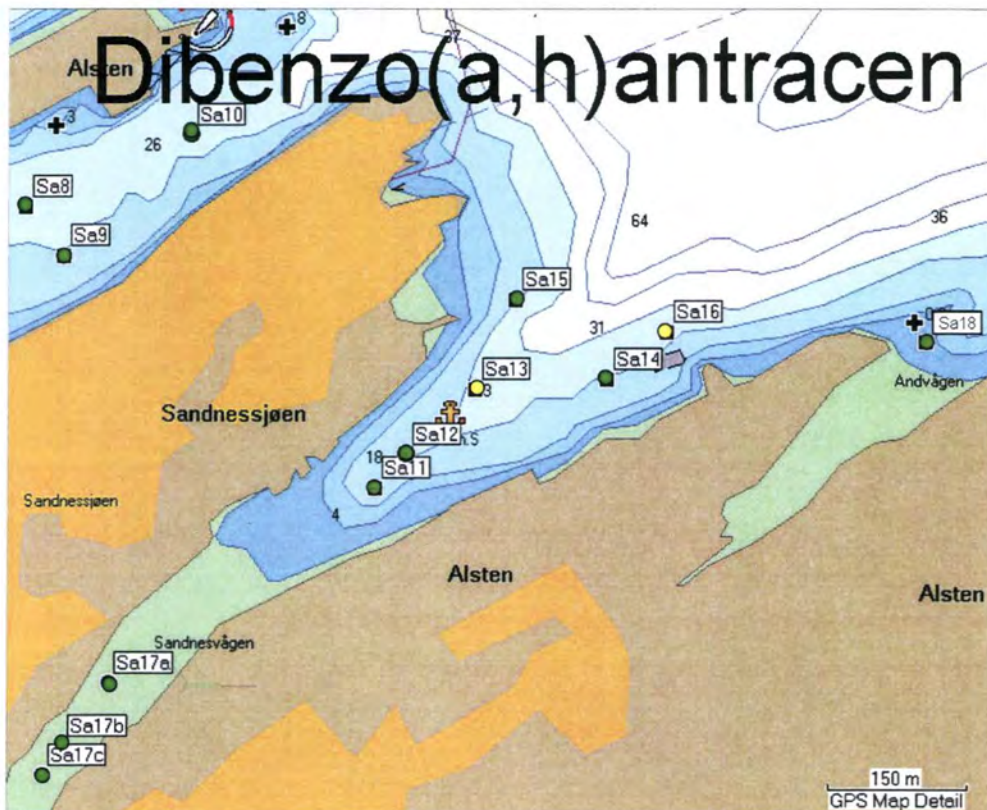 Dibenzo(a,h)antracen
Alsten
8
3
26
Sa10
Sa8
Sa9
64
36
Sa15
31
Sa16
Sa18
Sa14
Andvågen
Sa13
Sandnessjøen
Sa12
18
Sa11
Sandnessjøen
4
Alsten
Alsten
Sandnesvågen
Sa17a
Sa17b
Sa17c
150 m
GPS Map Detail